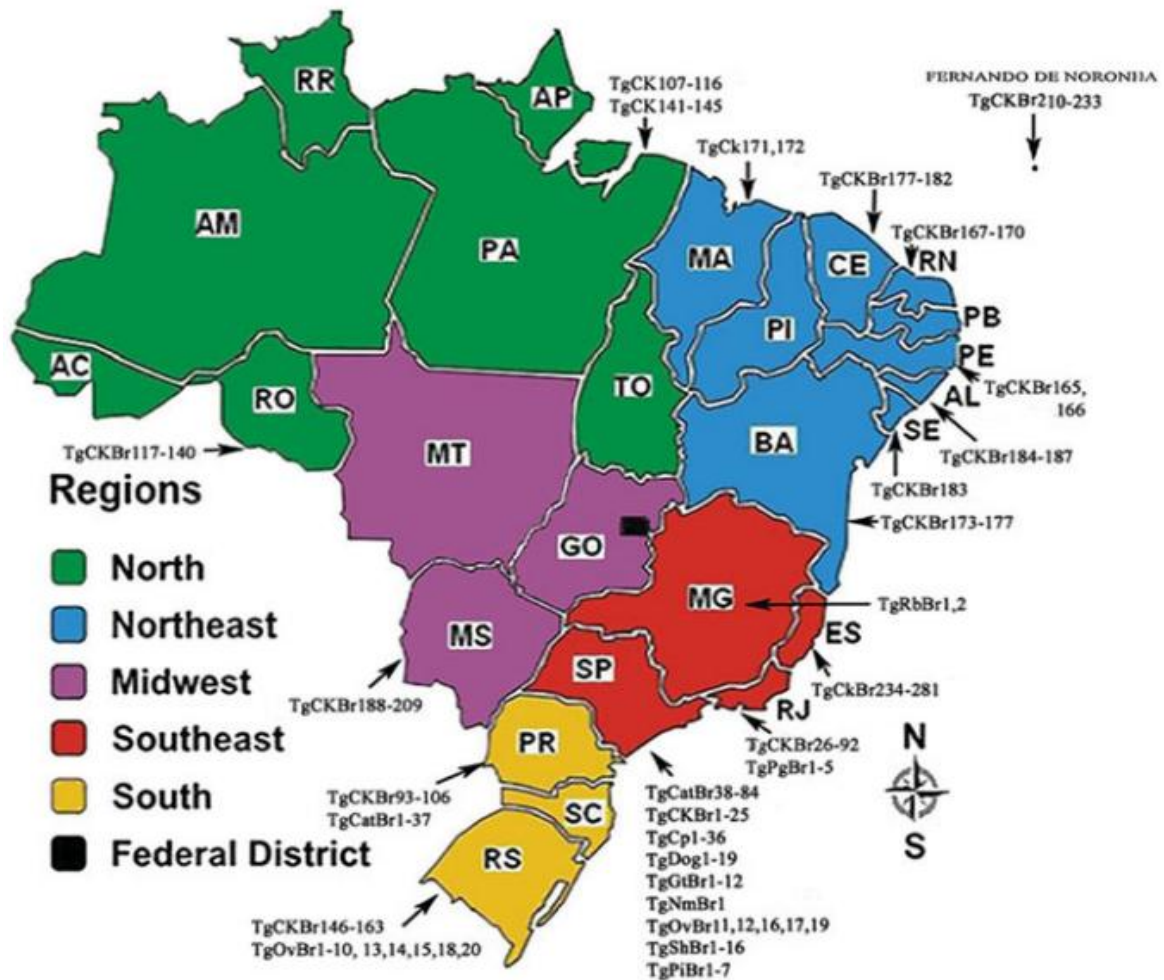 RR
AP
TgCK107-116
TgCK141-145
FERNANDO DE NORONDA
TgCKBr210-233
TgCk171,172
TgCKBr177-182
TgCKBr167-170
AM
PA
MA
CE
RN
PI
PB
PE
AC
RO
TO
TgCKBr165,
166
AL
SE
BA
TgCKBr117-140
MT
TgCKBr184-187
TgCKBr183
TgCKBr173-177
Regions
North
Northeast
Midwest
Southeast
South
Federal District
GO
MG
TgRbBr1,2
MS
ES
SP
TgCKBr188-209
TgCkBr234-281
RJ
PR
TgCKBr26-92
TgPgBr1-5
N
S
TgCKBr93-106
TgCatBr1-37
SC
RS
TgCatBr38-84
TgCKBr1-25
TgCp1-36
TgDog1-19
TgGtBr1-12
TgNmBr1
TgOvBr11,12,16,17,19
TgShBr1-16
TgPiBr1-7
TgCKBr146-163
TgOvBr1-10, 13,14,15,18,20